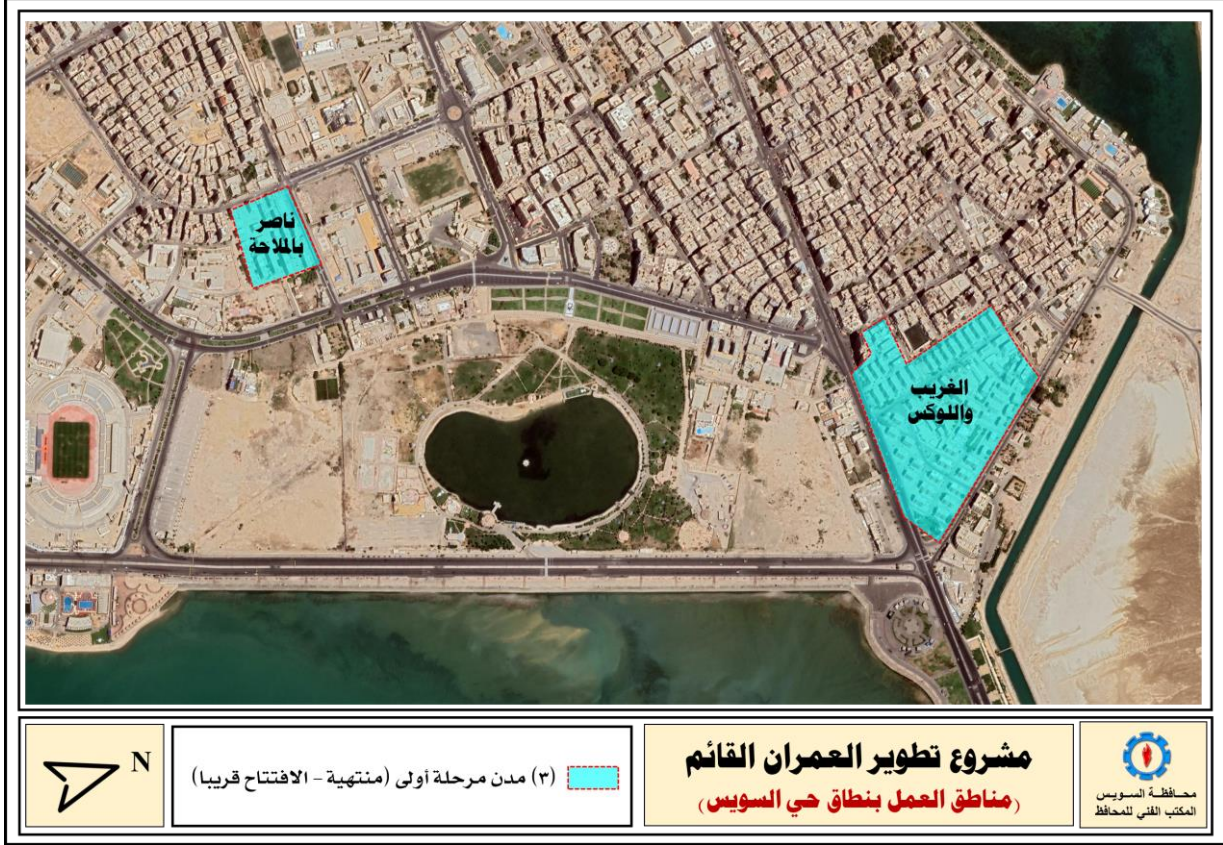 ناصر
بالملاحة
الغريب
واللوكس
محافظة السويس
المكتب الفني للمحافظ
مشروع تطوير العمران القائم
(مناطق العمل بنطاق حي السويس)
(٣) مدن مرحلة أولى (منتهية - الافتتاح قريبا)
N